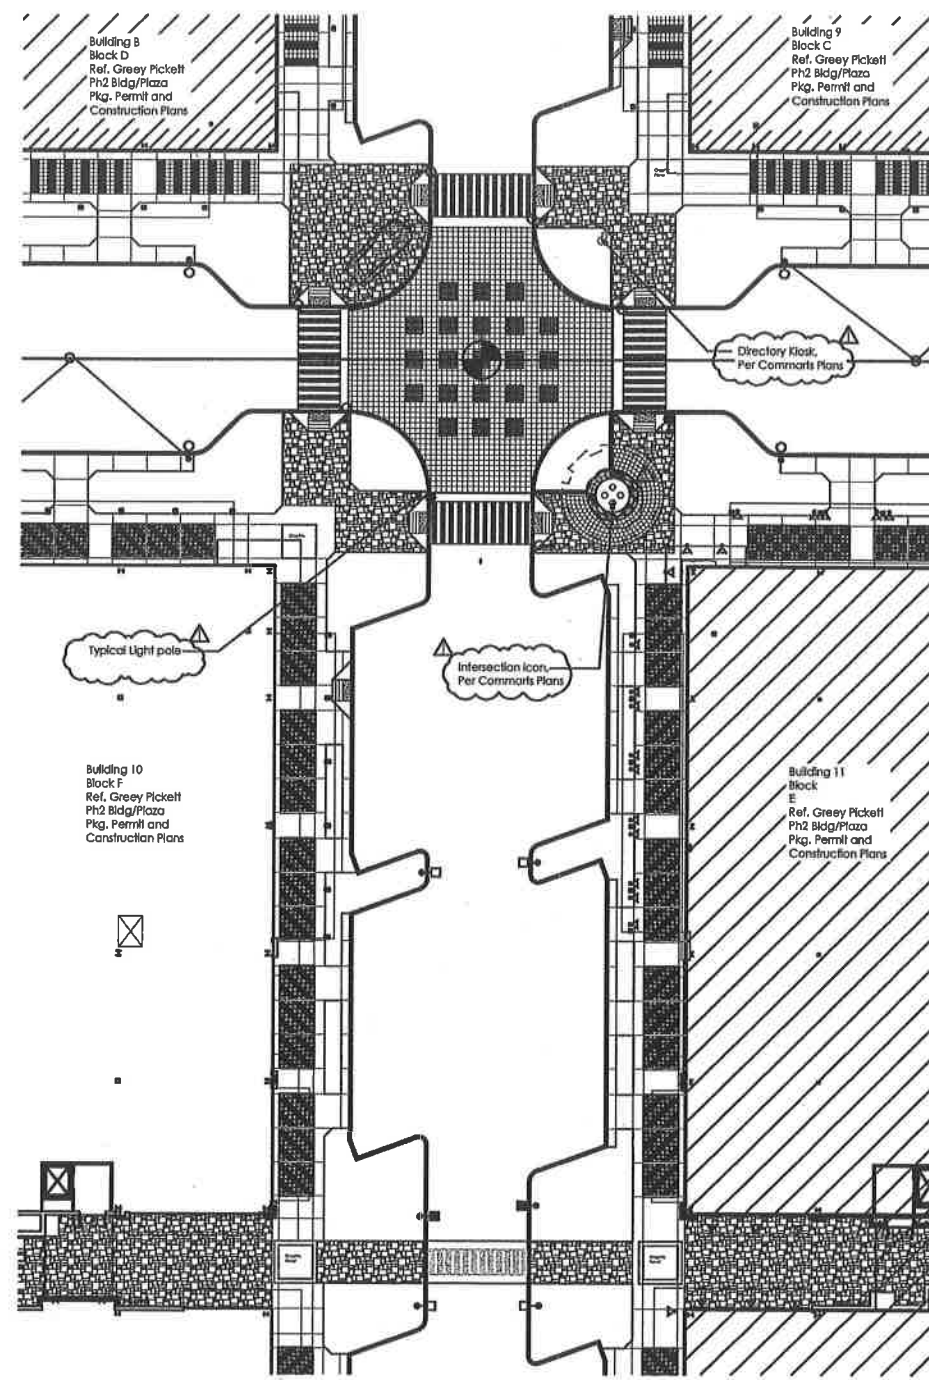 Building B
Block D
Ref. Greey Pickett
Ph2 Bldg/Plaza
Pkg. Permit and
Construction Plans
Building 9
Block C
Ref. Greey Pickett
Ph2 Bldg/Plaza
Pkg. Permit and
Construction Plans
Directory Kiosk,
Per Commarts Plans
Typical Light pole
Intersection Icon,
Per Commarts Plans
Building 10
Block F
Ref. Greey Pickett
Ph2 Bldg/Plaza
Pkg. Permit and
Construction Plans
Building 11
Block
E
Ref. Greey Pickett
Ph2 Bldg/Plaza
Pkg. Permit and
Construction Plans